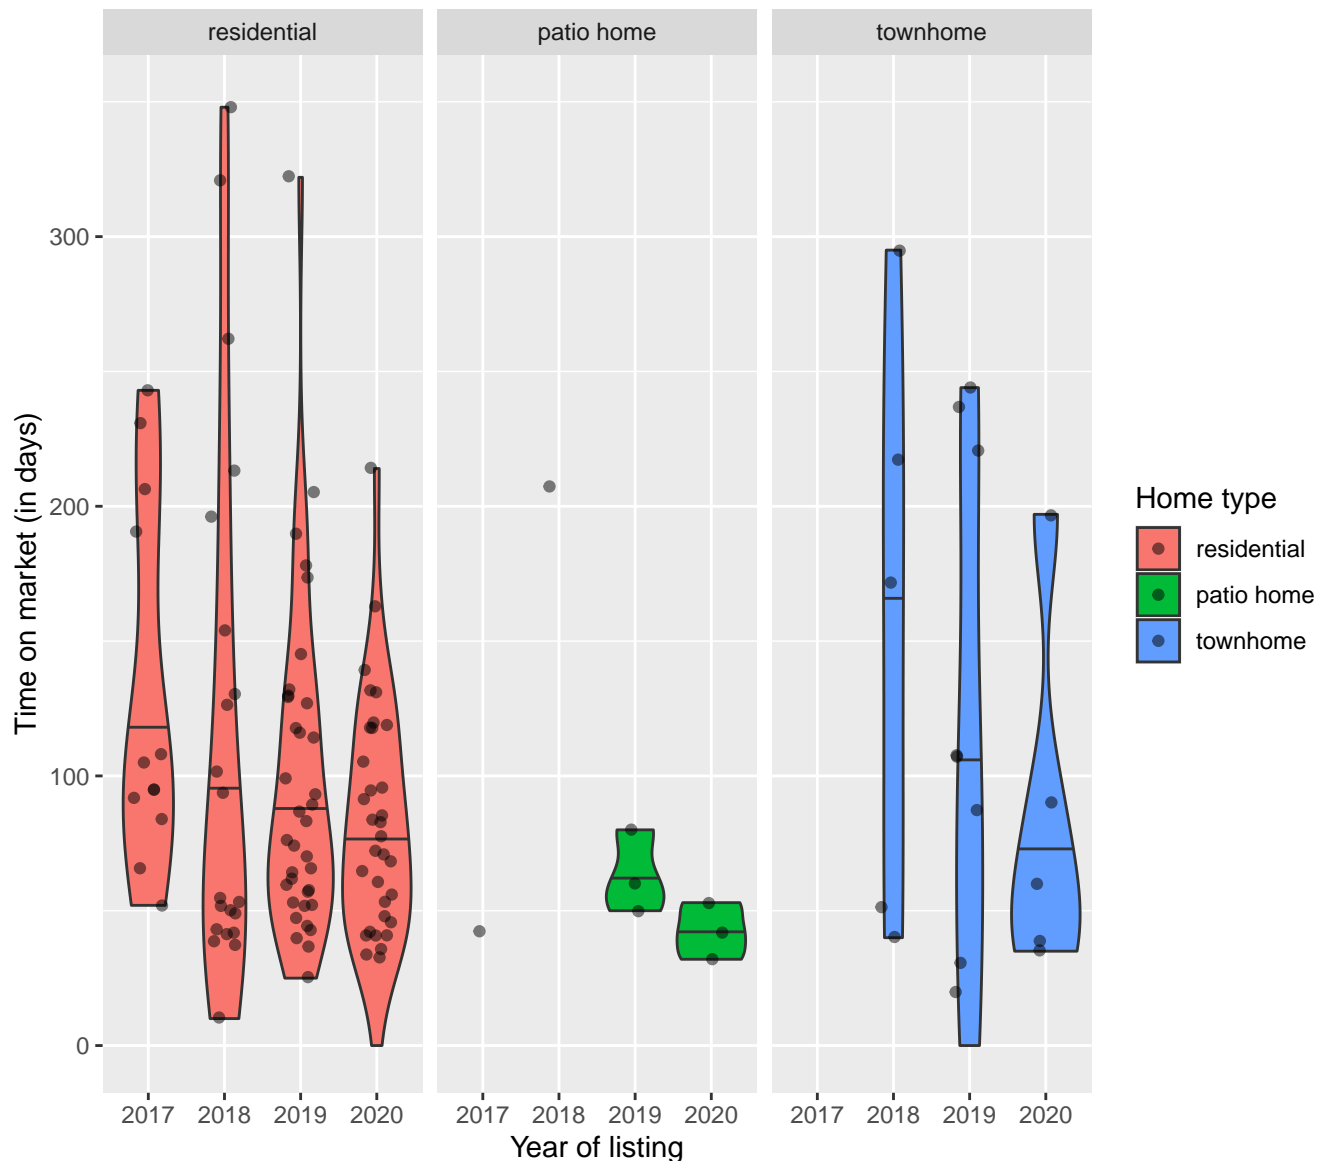 residential patio home townhome
300
200
100
0
Time on market (in days)
2017 2018 2019 2020 2017 2018 2019 2020 2017 2018 2019 2020
Year of listing
Home type
residential
patio home
townhome